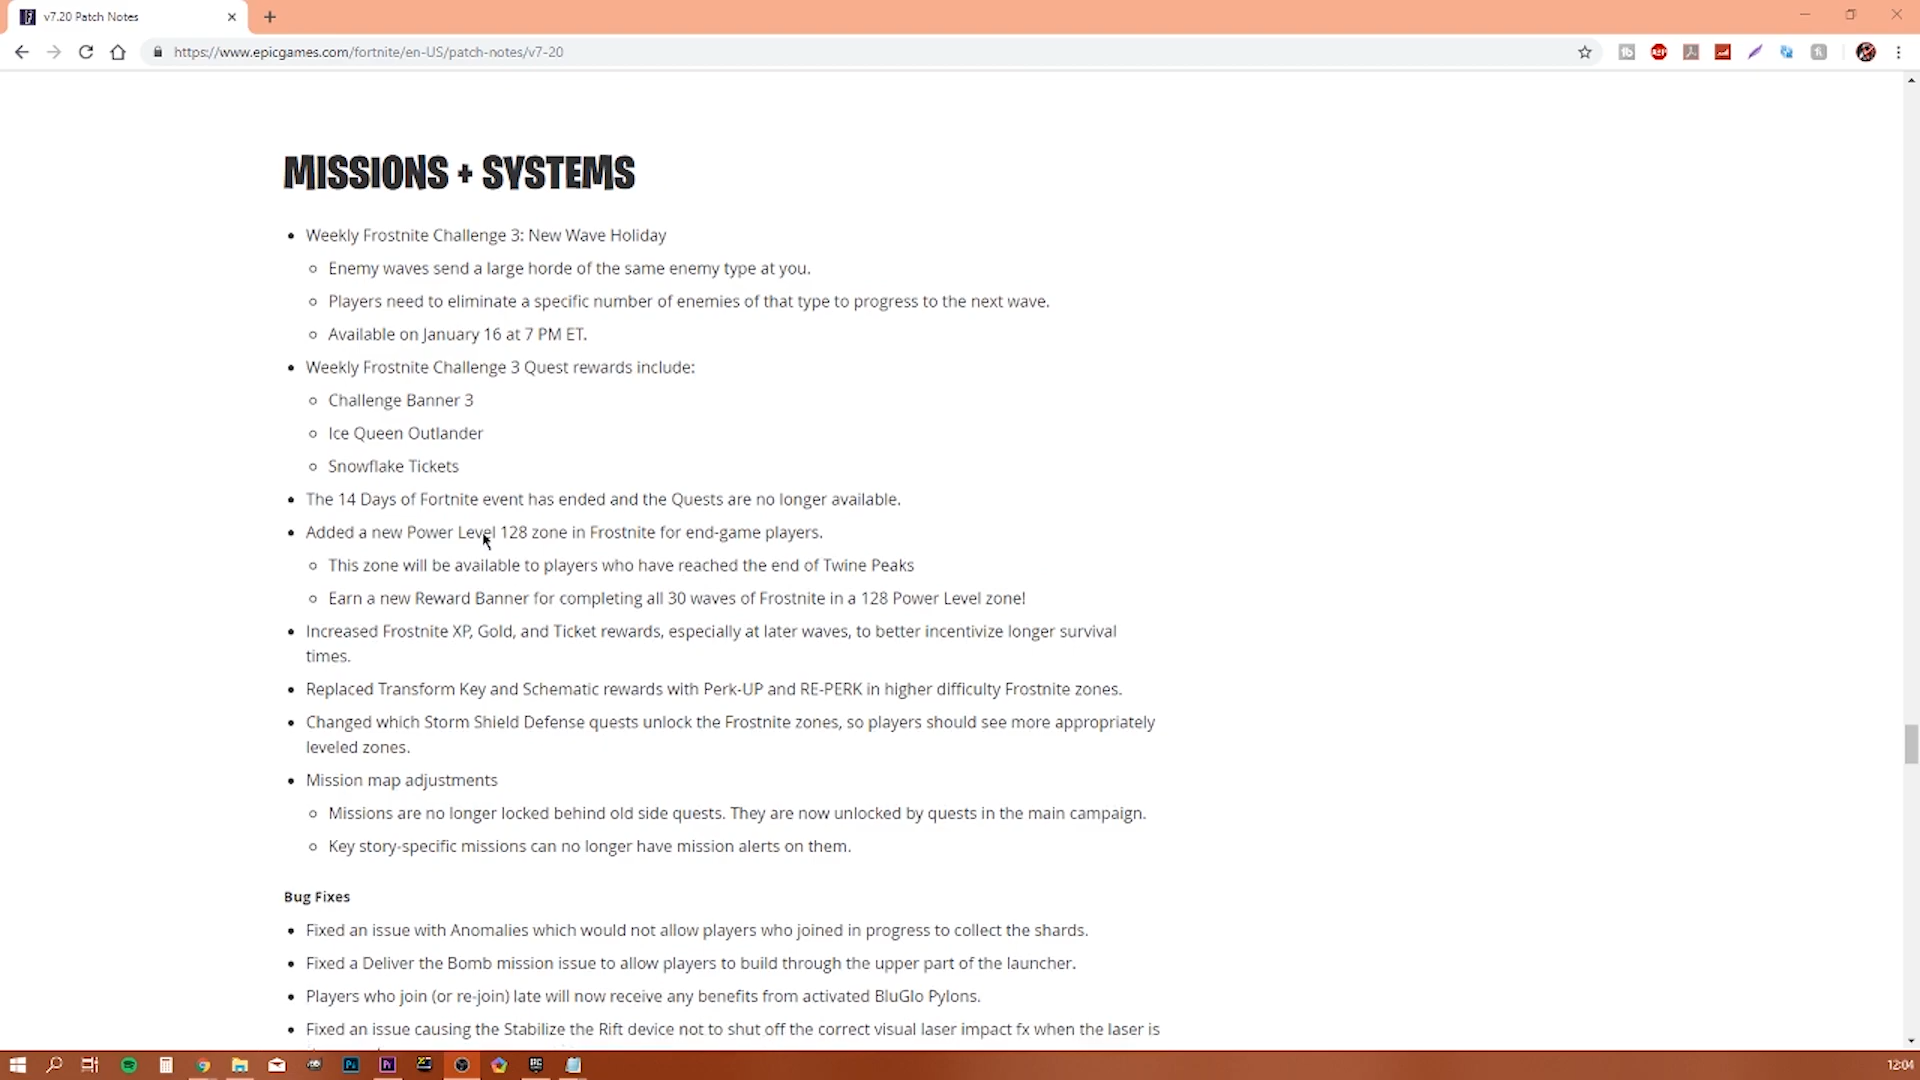 v7.20 Patch Notes
https://www.epicgames.com/fortnite/en-US/patch-notes/v7-20
MISSIONS + SYSTEMS
• Weekly Frostnite Challenge 3: New Wave Holiday
○ Enemy waves send a large horde of the same enemy type at you.
○ Players need to eliminate a specific number of enemies of that type to progress to the next wave.
○ Available on January 16 at 7 PM ET.
• Weekly Frostnite Challenge 3 Quest rewards include:
○ Challenge Banner 3
○ Ice Queen Outlander
○ Snowflake Tickets
• The 14 Days of Fortnite event has ended and the Quests are no longer available.
• Added a new Power Level 128 zone in Frostnite for end-game players.
○ This zone will be available to players who have reached the end of Twine Peaks
○ Earn a new Reward Banner for completing all 30 waves of Frostnite in a 128 Power Level zone!
• Increased Frostnite XP, Gold, and Ticket rewards, especially at later waves, to better incentivize longer survival
times.
• Replaced Transform Key and Schematic rewards with Perk-UP and RE-PERK in higher difficulty Frostnite zones.
• Changed which Storm Shield Defense quests unlock the Frostnite zones, so players should see more appropriately
leveled zones.
• Mission map adjustments
○ Missions are no longer locked behind old side quests. They are now unlocked by quests in the main campaign.
○ Key story-specific missions can no longer have mission alerts on them.
Bug Fixes
• Fixed an issue with Anomalies which would not allow players who joined in progress to collect the shards.
• Fixed a Deliver the Bomb mission issue to allow players to build through the upper part of the launcher.
• Players who join (or re-join) late will now receive any benefits from activated BluGlo Pylons.
• Fixed an issue causing the Stabilize the Rift device not to shut off the correct visual laser impact fx when the laser is
Ps
Pr
12:04